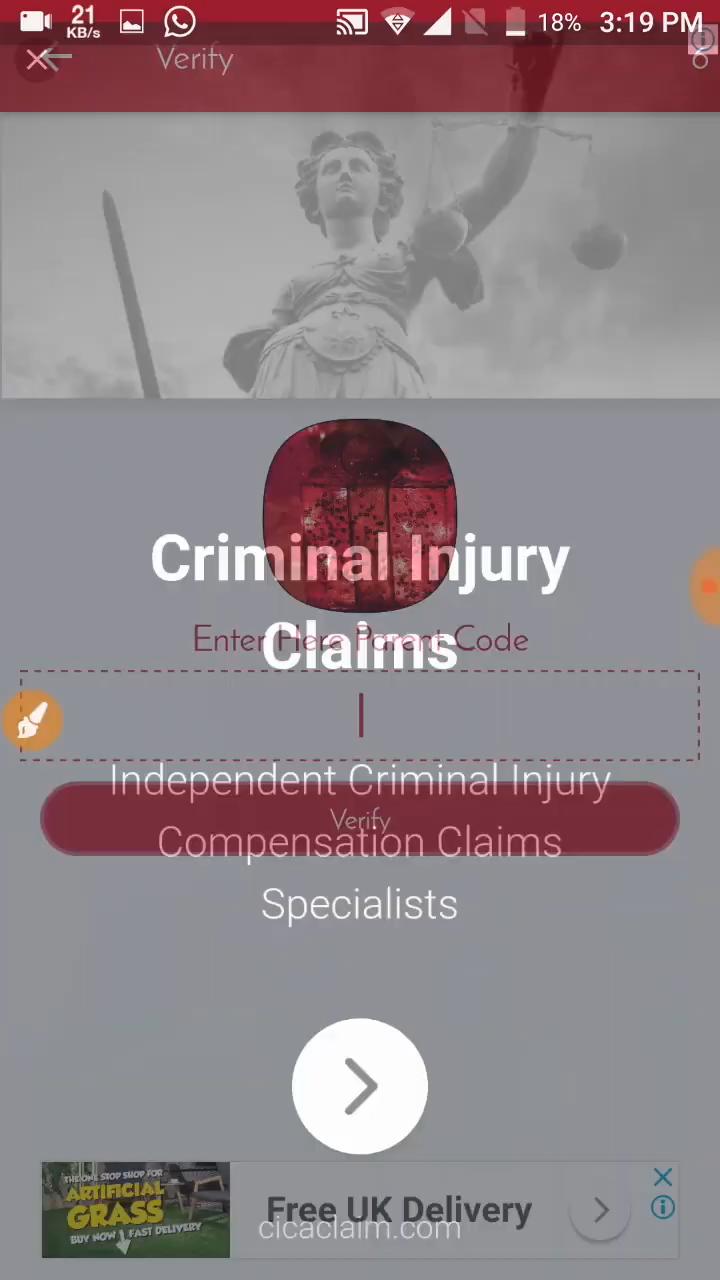 21
KB/s
18%
3:19 PM
Verify
Criminal Injury
Enter Here Parent Code
Claims
Independent Criminal Injury
Verify
Compensation Claims
Specialists
THE ONE STOP SHOP FOR
ARTIFICIAL
GRASS
BUY NOW FAST DELIVERY
Free UK Delivery
cicaclaim.com